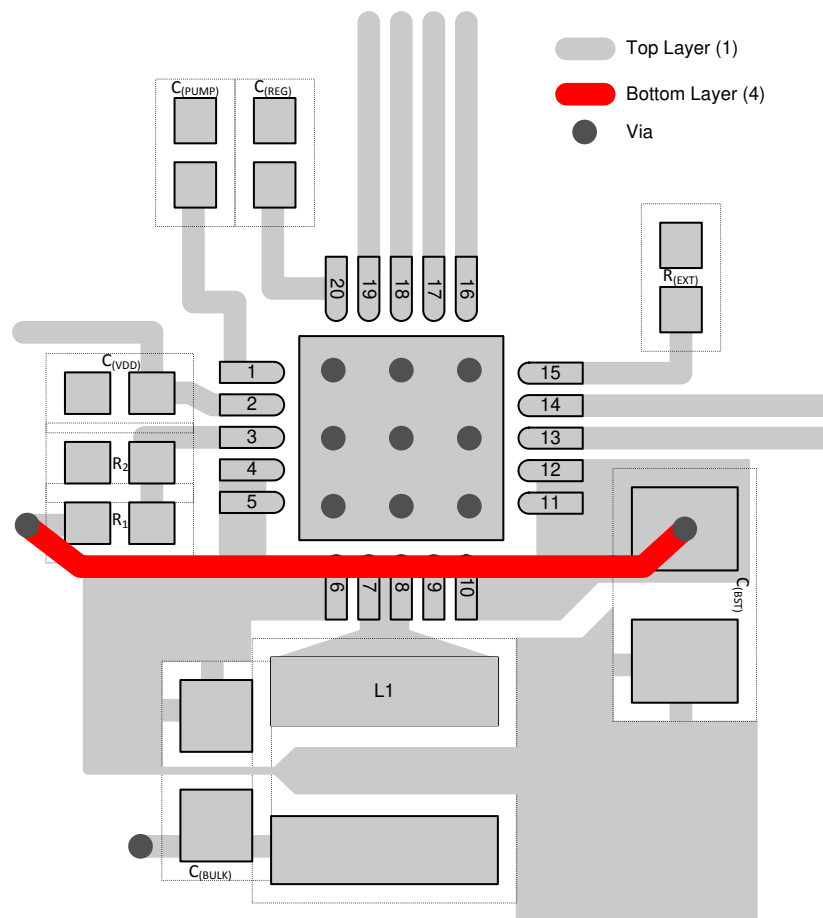 Top Layer (1)
Bottom Layer (4)
Via
C(PUMP)
C(REG)
R(EXT)
20
19
18
17
16
C(VDD)
1
2
3
4
5
15
14
13
12
11
R2
R1
6
7
8
9
10
C(BST)
L1
C(BULK)